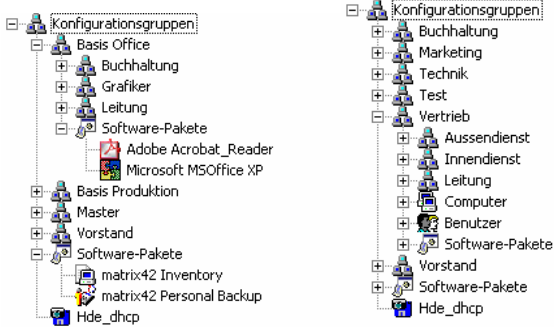 Konfigurationsgruppen
Basis Office
Buchhaltung
Grafiker
Leitung
Software-Pakete
Adobe Acrobat_Reader
Microsoft MSOffice XP
Basis Produktion
Master
Vorstand
Software-Pakete
matrix42 Inventory
matrix42 Personal Backup
Hde_dhcp
Konfigurationsgruppen
Buchhaltung
Marketing
Technik
Test
Vertrieb
Aussendienst
Innendienst
Leitung
Computer
Benutzer
Software-Pakete
Vorstand
Software-Pakete
Hde_dhcp